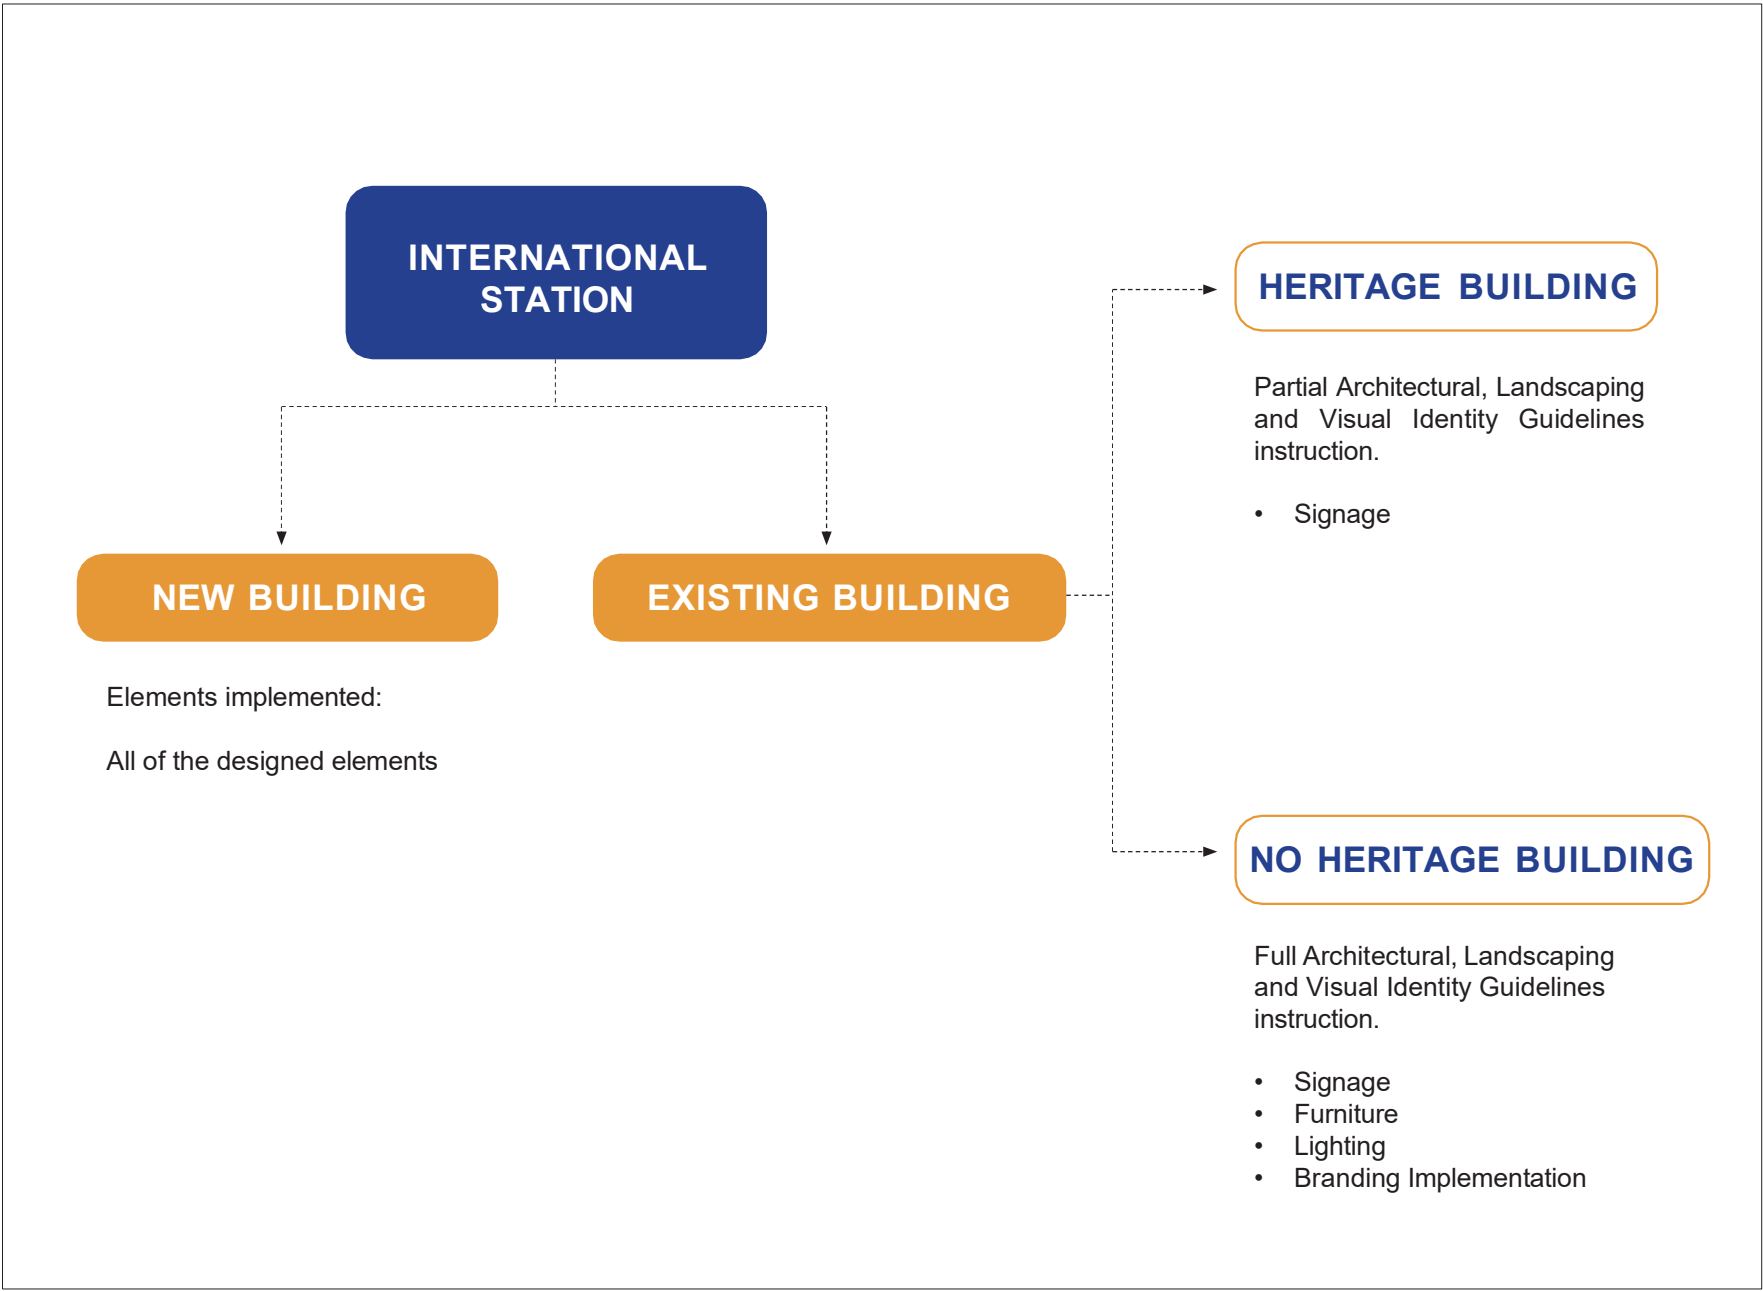 INTERNATIONAL
STATION
NEW BUILDING
Elements implemented:
All of the designed elements
EXISTING BUILDING
HERITAGE BUILDING
Partial Architectural, Landscaping
and Visual Identity Guidelines
instruction.
• Signage
NO HERITAGE BUILDING
Full Architectural, Landscaping
and Visual Identity Guidelines
instruction.
• Signage
• Furniture
• Lighting
• Branding Implementation